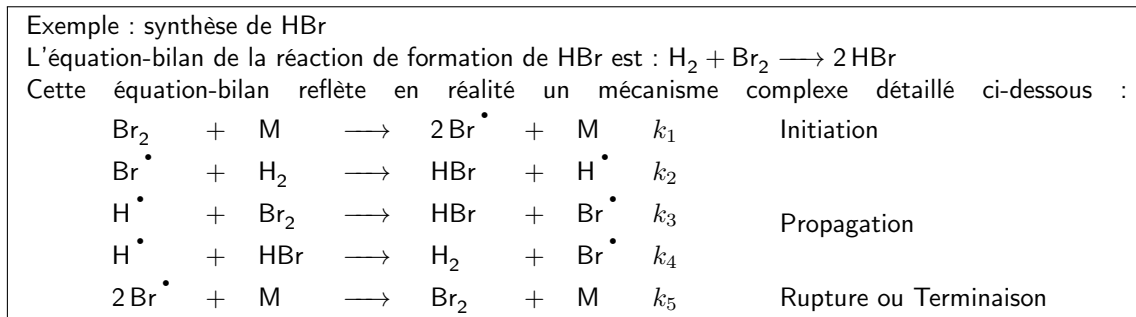 Exemple : synthèse de HBr
L'équation-bilan de la réaction de formation de HBr est : H₂ + Br₂ ⟶ 2 HBr
Cette équation-bilan reflète en réalité un mécanisme complexe détaillé ci-dessous :
Br₂ + M ⟶ 2 Br• + M k₁ Initiation
Br• + H₂ ⟶ HBr + H• k₂
H• + Br₂ ⟶ HBr + Br• k₃
Propagation
H• + HBr ⟶ H₂ + Br• k₄
2 Br• + M ⟶ Br₂ + M k₅ Rupture ou Terminaison